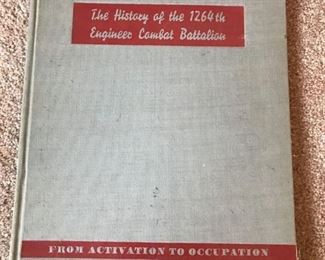 The History of the 1264th
Engineer Combat Battalion
FROM ACTIVATION TO OCCUPATION